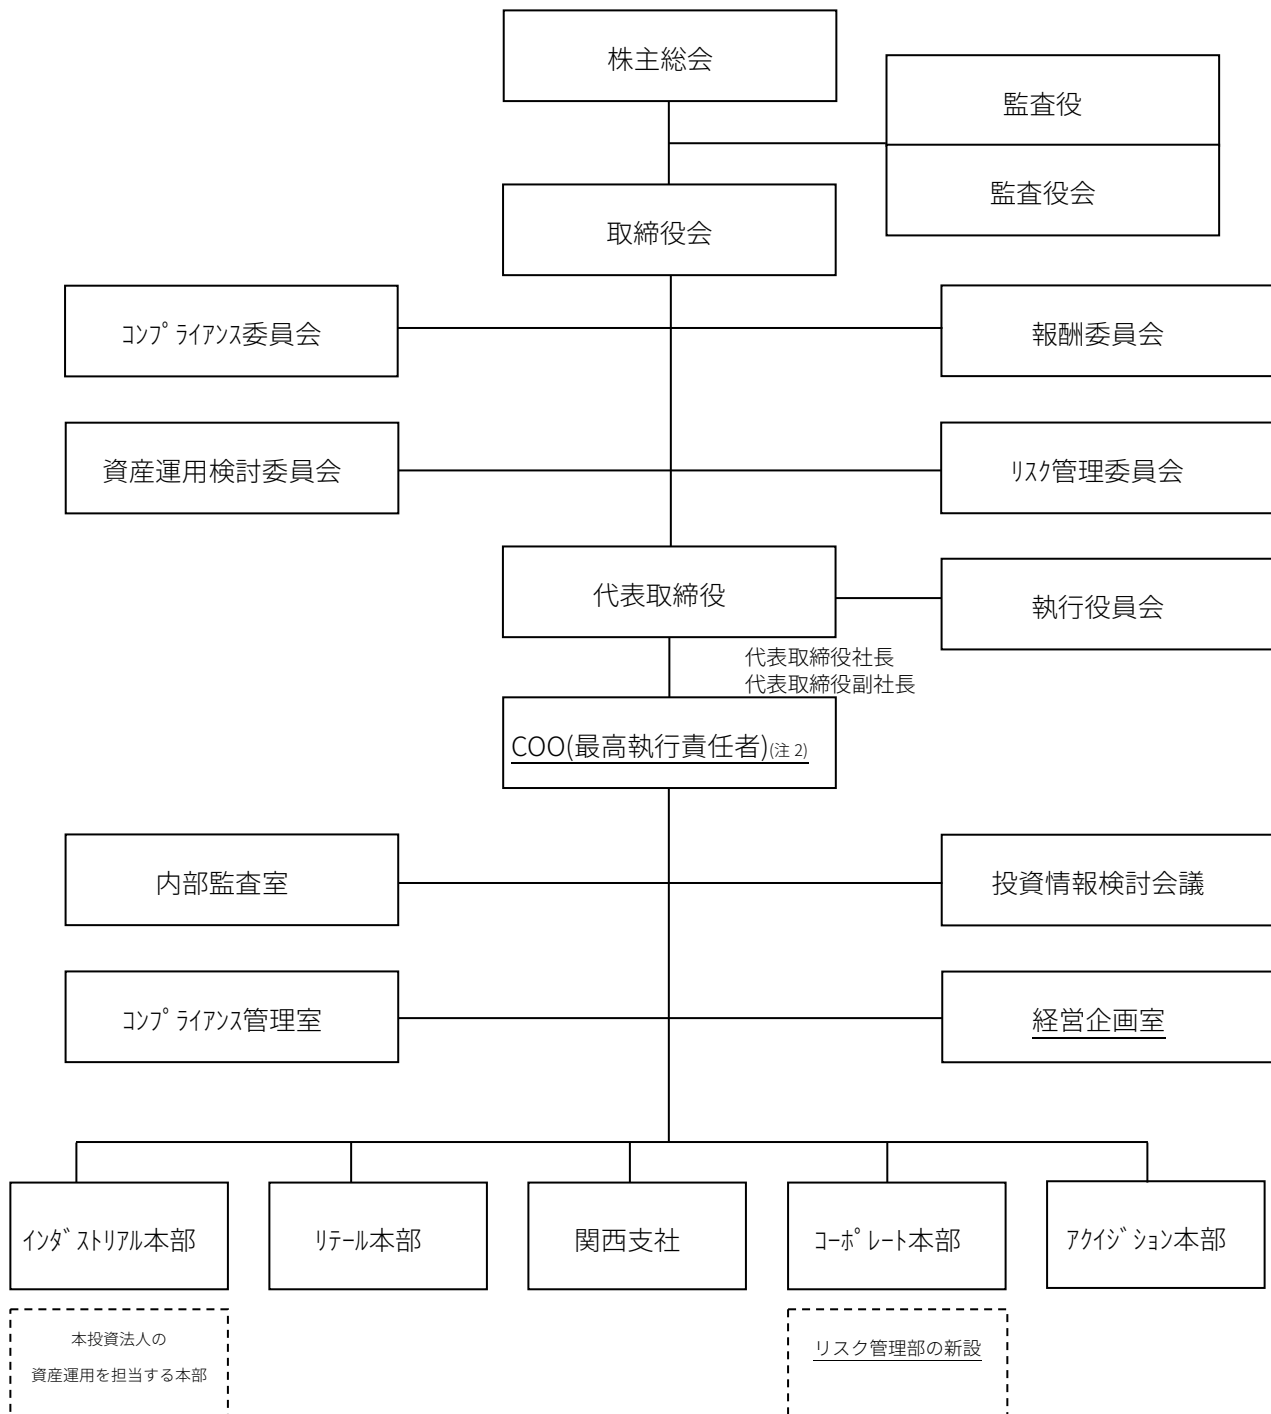 株主総会
監査役
監査役会
取締役会
ｺﾝﾌﾟﾗｲｱﾝｽ委員会
報酬委員会
資産運用検討委員会
ﾘｽｸ管理委員会
代表取締役
執行役員会
代表取締役社長
代表取締役副社長
COO(最高執行責任者)(注 2)
内部監査室
投資情報検討会議
ｺﾝﾌﾟﾗｲｱﾝｽ管理室
経営企画室
ｲﾝﾀﾞｽﾄﾘｱﾙ本部
ﾘﾃｰﾙ本部
関西支社
ｺｰﾎﾟﾚｰﾄ本部
ｱｸｲｼﾞｼｮﾝ本部
本投資法人の
資産運用を担当する本部
リスク管理部の新設